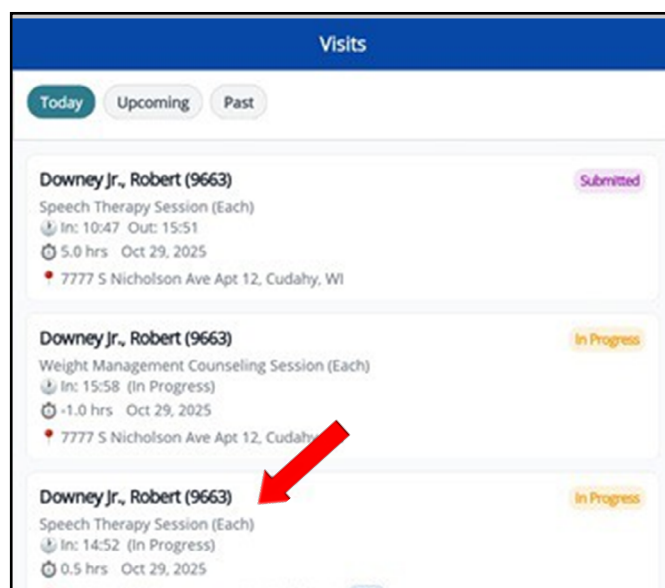 Visits
Today Upcoming Past
Downey Jr., Robert (9663) Submitted
Speech Therapy Session (Each)
In: 10:47 Out: 15:51
5.0 hrs Oct 29, 2025
7777 S Nicholson Ave Apt 12, Cudahy, WI
Downey Jr., Robert (9663) In Progress
Weight Management Counseling Session (Each)
In: 15:58 (In Progress)
-1.0 hrs Oct 29, 2025
7777 S Nicholson Ave Apt 12, Cudahy
Downey Jr., Robert (9663) In Progress
Speech Therapy Session (Each)
In: 14:52 (In Progress)
0.5 hrs Oct 29, 2025